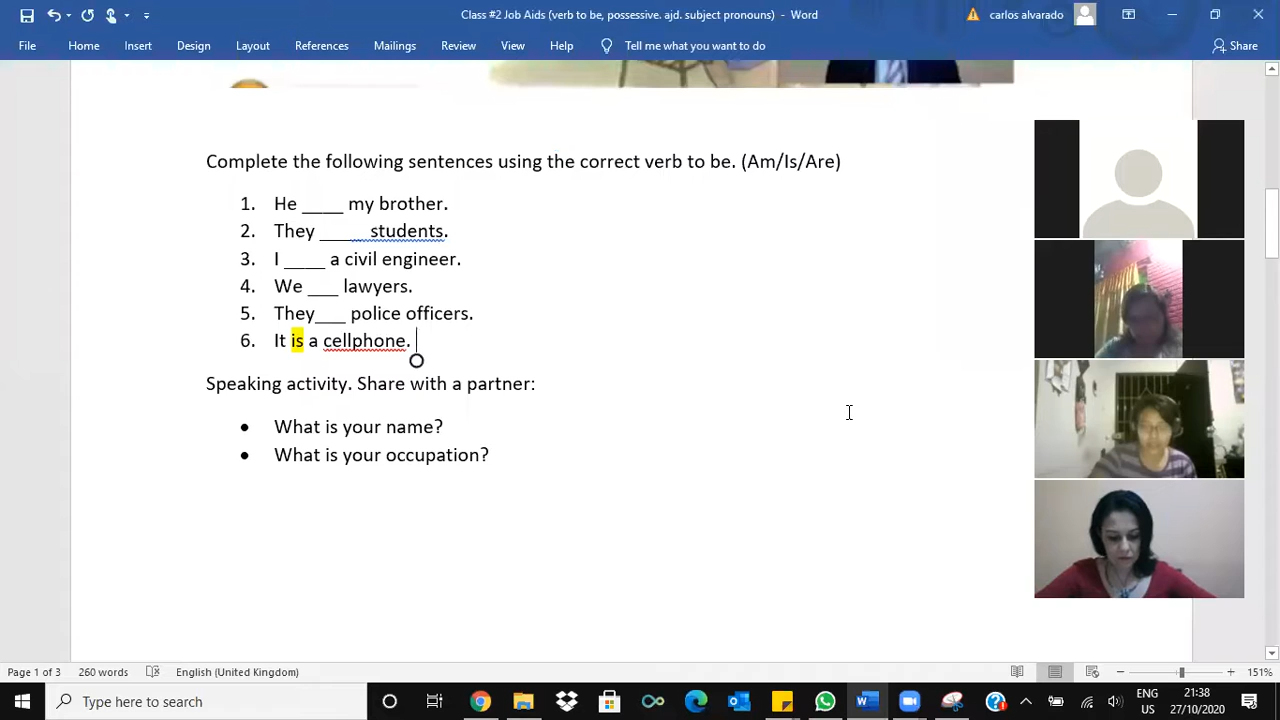 Class #2 Job Aids (verb to be, possessive. ajd. subject pronouns) - Word
carlos alvarado
File Home Insert Design Layout References Mailings Review View Help Tell me what you want to do Share
Complete the following sentences using the correct verb to be. (Am/Is/Are)
1. He ____ my brother.
2. They _____ students.
3. I ____ a civil engineer.
4. We ___ lawyers.
5. They___ police officers.
6. It is a cellphone.
Speaking activity. Share with a partner:
• What is your name?
• What is your occupation?
Page 1 of 3 260 words English (United Kingdom) 151%
Type here to search
ENG
US
21:38
27/10/2020